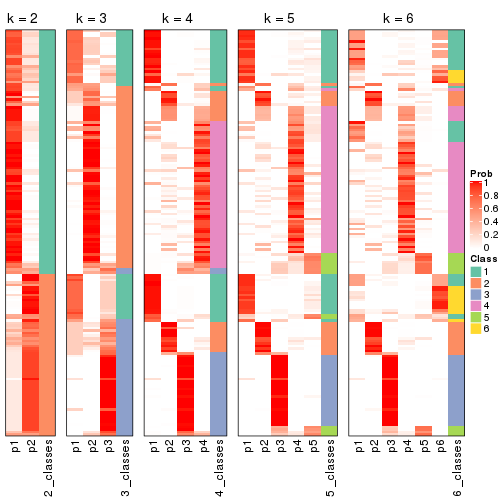 k = 2
k = 3
k = 4
k = 5
k = 6
Prob
1
0.8
0.6
0.4
0.2
0
Class
1
2
3
4
5
6
p1
p2
2_classes
p1
p2
p3
3_classes
p1
p2
p3
p4
4_classes
p1
p2
p3
p4
p5
5_classes
p1
p2
p3
p4
p5
p6
6_classes